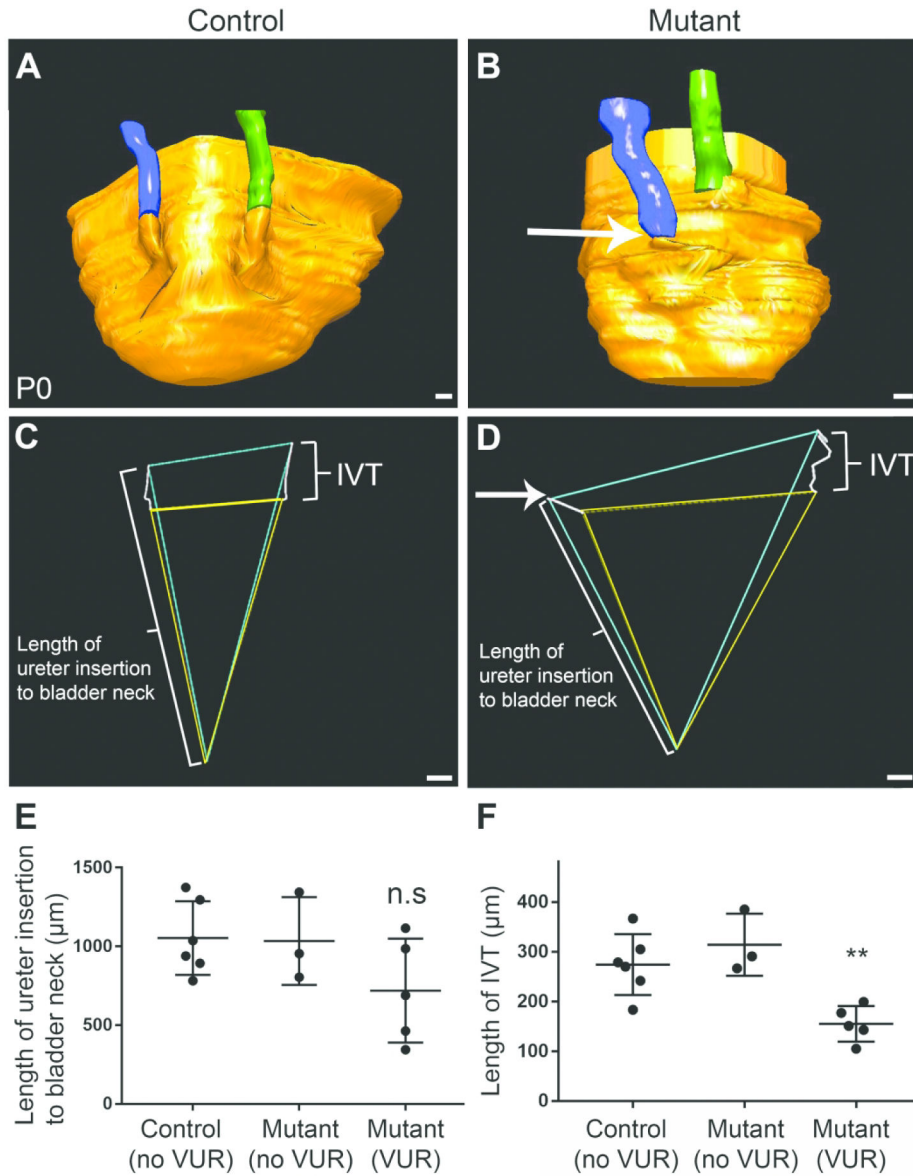 Control
Mutant
A
B
P0
C
D
IVT
IVT
Length of
ureter insertion
to bladder neck
Length of
ureter insertion
to bladder neck
E
F
Length of ureter insertion
to bladder neck (µm)
1500
1000
500
0
n.s
Control
(no VUR)
Mutant
(no VUR)
Mutant
(VUR)
Length of IVT (µm)
400
300
200
100
0
**
Control
(no VUR)
Mutant
(no VUR)
Mutant
(VUR)